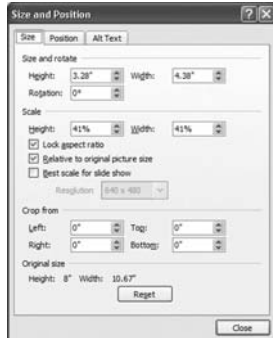 Size and Position
Size Position Alt Text
Size and rotate
Height: 3.28" Width: 4.38"
Rotation: 0°
Scale
Height: 41% Width: 41%
Lock aspect ratio
Relative to original picture size
Best scale for slide show
Resolution 640 x 480
Crop from
Left: 0" Top: 0"
Right: 0" Bottom: 0"
Original size
Height: 8" Width: 10.67"
Reset
Close